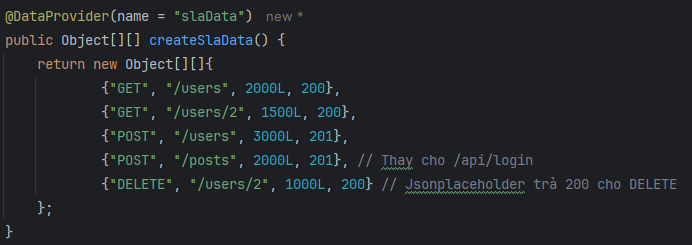 @DataProvider(name = "slaData") new *
public Object[][] createSlaData() {
    return new Object[][]{
            {"GET", "/users", 2000L, 200},
            {"GET", "/users/2", 1500L, 200},
            {"POST", "/users", 3000L, 201},
            {"POST", "/posts", 2000L, 201}, // Thay cho /api/login
            {"DELETE", "/users/2", 1000L, 200} // Jsonplaceholder trả 200 cho DELETE
    };
}